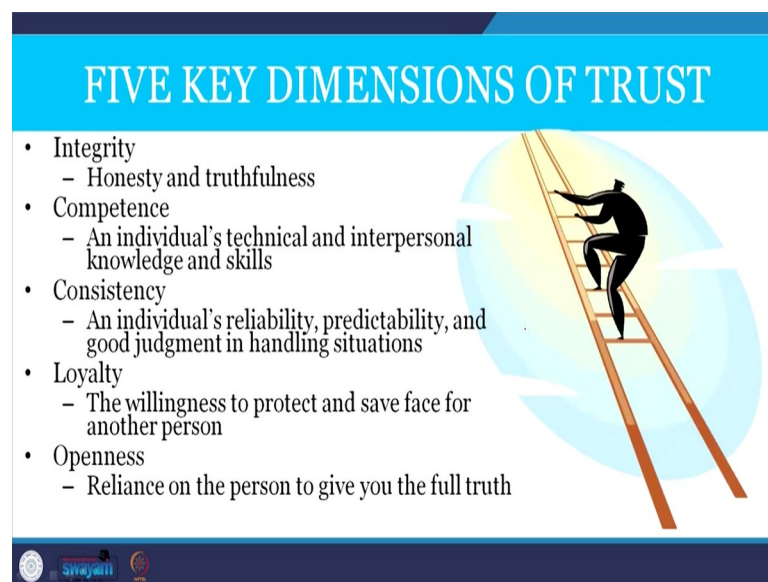 FIVE KEY DIMENSIONS OF TRUST
• Integrity
– Honesty and truthfulness
• Competence
– An individual's technical and interpersonal
knowledge and skills
• Consistency
– An individual's reliability, predictability, and
good judgment in handling situations
• Loyalty
– The willingness to protect and save face for
another person
• Openness
– Reliance on the person to give you the full truth
swayam